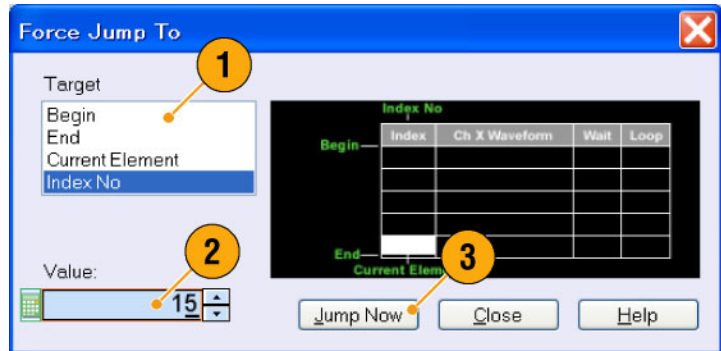 Force Jump To
1
Target
Begin
End
Current Element
Index No
Index No
Begin
Index Ch X Waveform Wait Loop
End
Current Elem
2
3
Value:
15
Jump Now
Close
Help